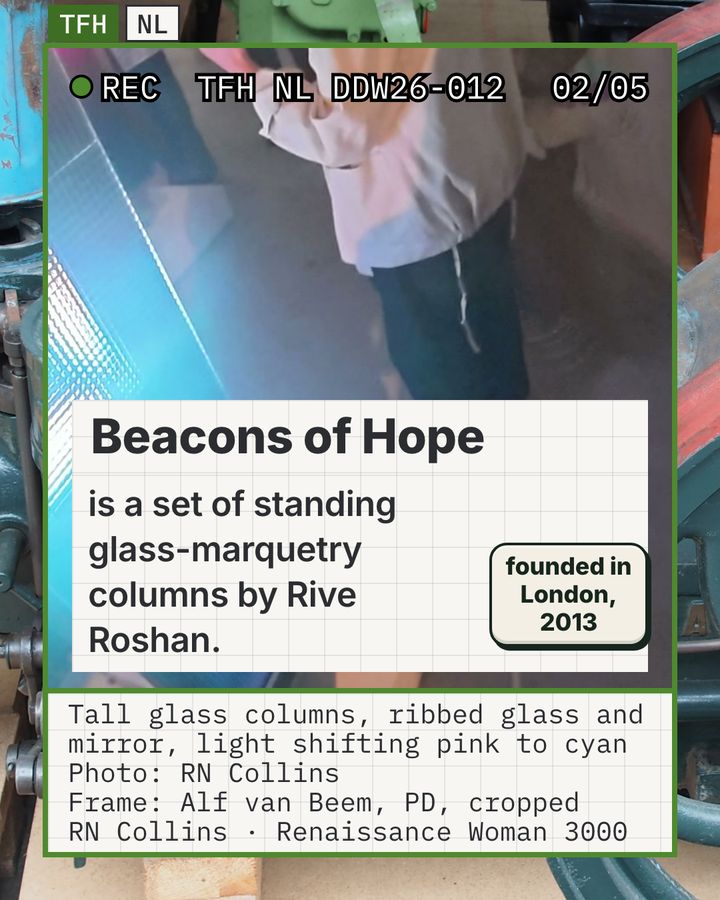 TFH NL
REC TFH NL DDW26-012 02/05
Beacons of Hope
is a set of standing
glass-marquetry
columns by Rive
Roshan.
founded in
London,
2013
Tall glass columns, ribbed glass and
mirror, light shifting pink to cyan
Photo: RN Collins
Frame: Alf van Beem, PD, cropped
RN Collins · Renaissance Woman 3000